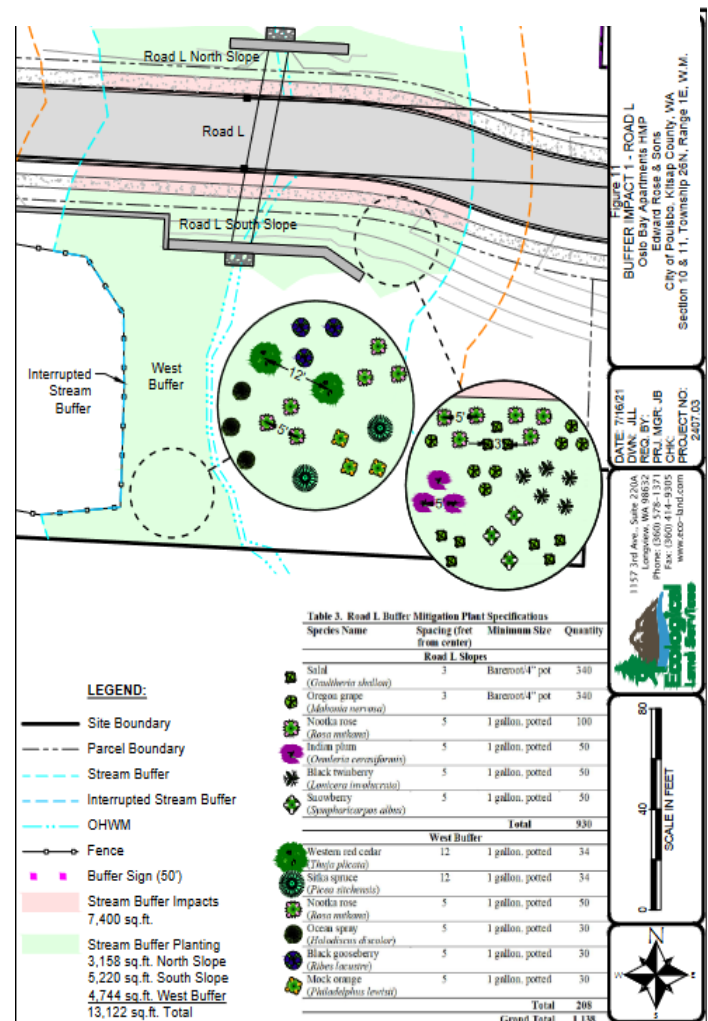 Road L North Slope
Road L
Road L South Slope
Interrupted
Stream
Buffer
West
Buffer
12'
5'
5'
3'
5'
Figure 11
BUFFER IMPACT 1 - ROAD L
Oslo Bay Apartments HMP
Edward Rose & Sons
City of Poulsbo, Kitsap County, WA
Section 10 & 11, Township 26N, Range 1E, W.M.
DATE: 7/16/21
DWN: JLL
REQ. BY:
PRJ. MGR: JB
CHK:
PROJECT NO:
2407.03
1157 3rd Ave., Suite 220A
Longview, WA 98632
Phone: (360) 578-1371
Fax: (360) 414-9305
www.eco-land.com
Ecological
Land Services
Table 3. Road L Buffer Mitigation Plant Specifications
Species Name Spacing (feet from center) Minimum Size Quantity
Road L Slopes
Salal 3 Bareroot/4" pot 340
(Gaultheria shallon)
Oregon grape 3 Bareroot/4" pot 340
(Mahonia nervosa)
Nootka rose 5 1 gallon, potted 100
(Rosa nutkana)
Indian plum 5 1 gallon, potted 50
(Oemleria cerasiformis)
Black twinberry 5 1 gallon, potted 50
(Lonicera involucrata)
Snowberry 5 1 gallon, potted 50
(Symphoricarpos albus)
Total 930
West Buffer
Western red cedar 12 1 gallon, potted 34
(Thuja plicata)
Sitka spruce 12 1 gallon, potted 34
(Picea sitchensis)
Nootka rose 5 1 gallon, potted 50
(Rosa nutkana)
Ocean spray 5 1 gallon, potted 30
(Holodiscus discolor)
Black gooseberry 5 1 gallon, potted 30
(Ribes lacustre)
Mock orange 5 1 gallon, potted 30
(Philadelphus lewisii)
Total 208
Grand Total 1,138
LEGEND:
Site Boundary
Parcel Boundary
Stream Buffer
Interrupted Stream Buffer
OHWM
Fence
Buffer Sign (50')
Stream Buffer Impacts
7,400 sq.ft.
Stream Buffer Planting
3,158 sq.ft. North Slope
5,220 sq.ft. South Slope
4,744 sq.ft. West Buffer
13,122 sq.ft. Total
80
40
0
SCALE IN FEET
N
W
E
S